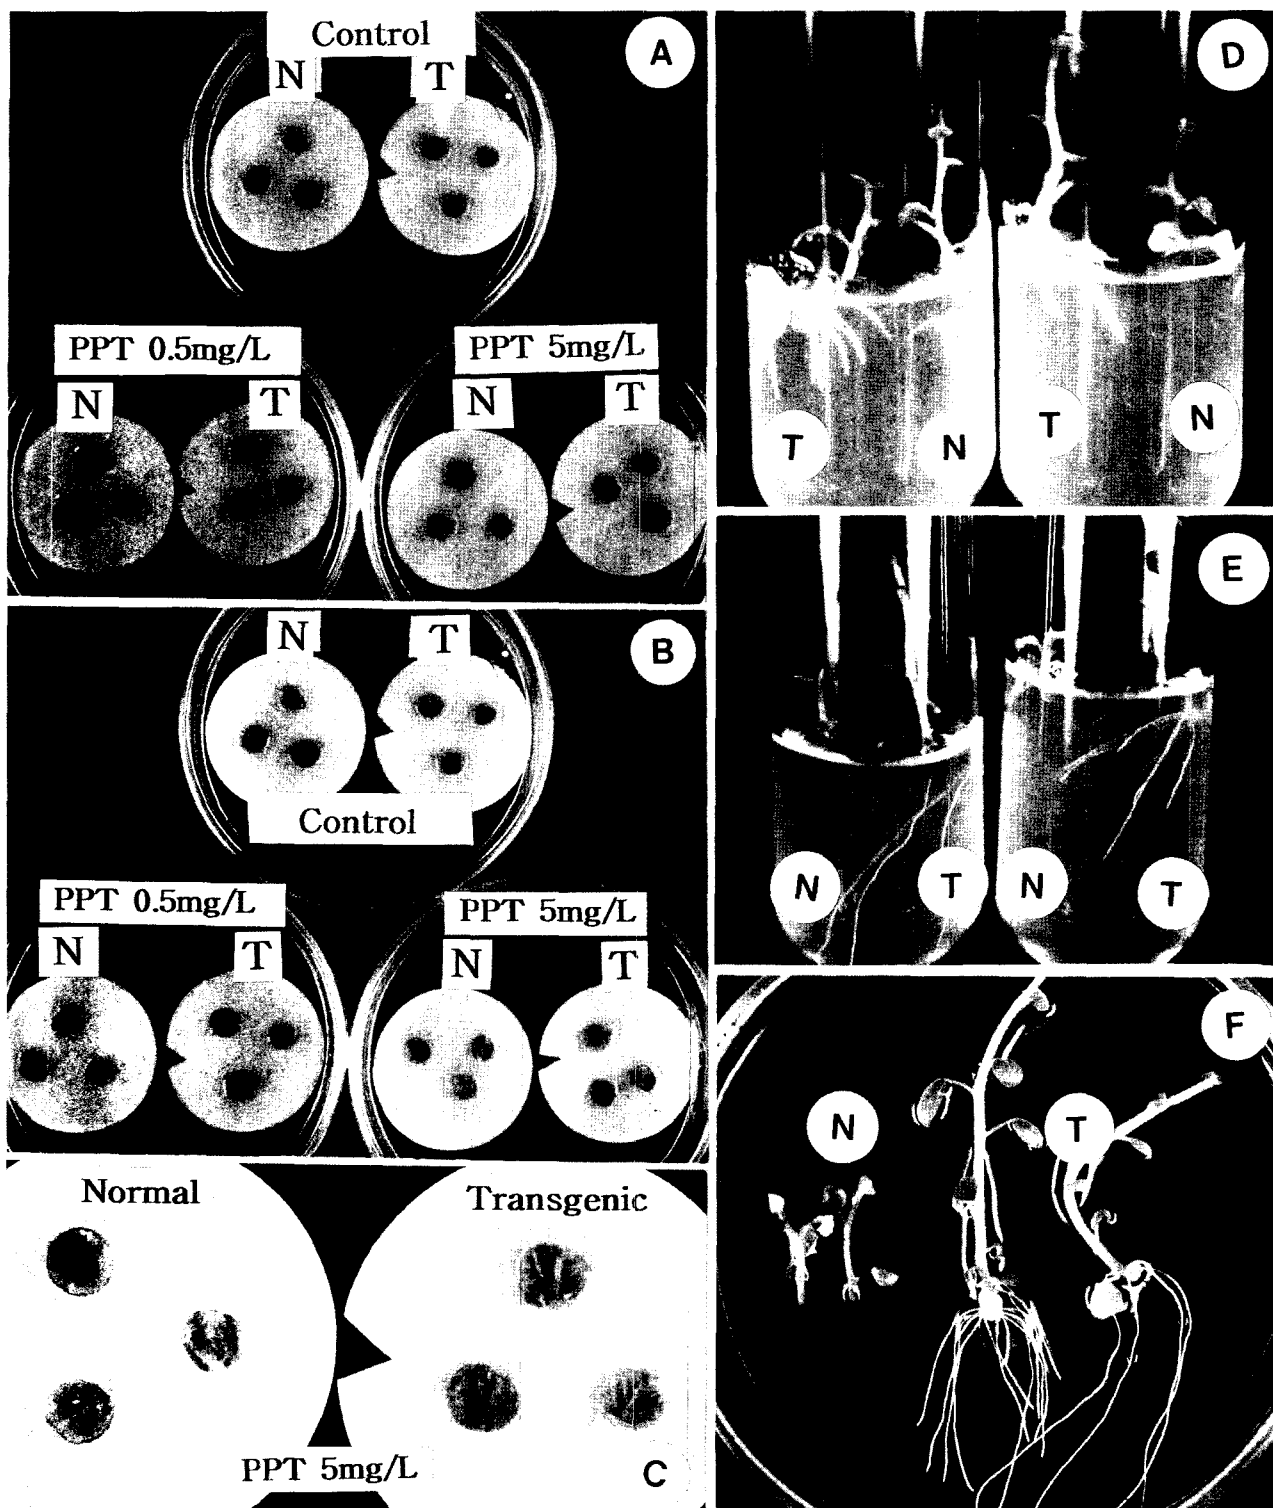 Control
A
N T
PPT 0.5mg/L PPT 5mg/L
N T N T
N T
B
Control
PPT 0.5mg/L PPT 5mg/L
N T N T
Normal Transgenic
PPT 5mg/L
C
D
T N T N
E
N T N T
F
N T